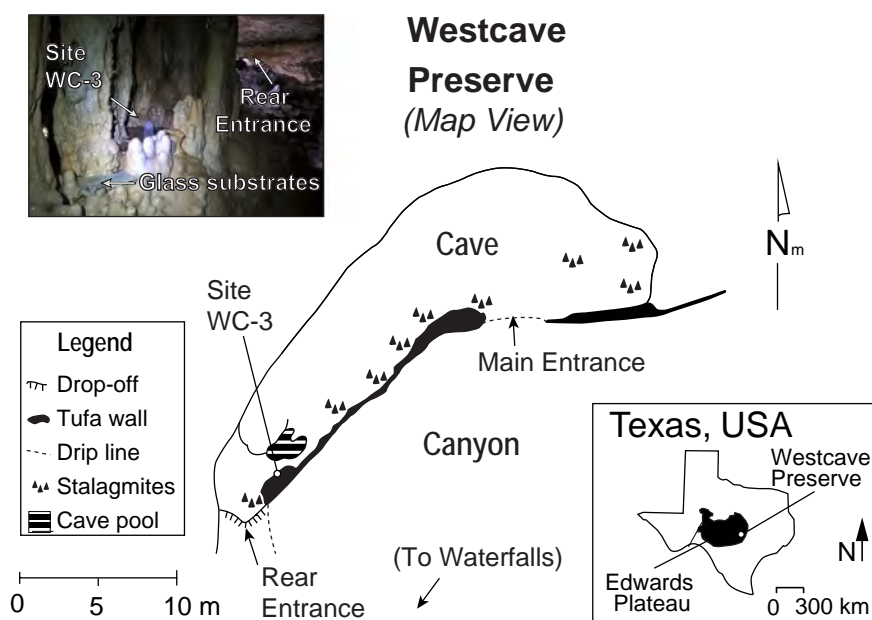 Westcave
Preserve
(Map View)
Site
WC-3
Rear
Entrance
Glass substrates
N m
Cave
Site
WC-3
Main Entrance
Canyon
Legend
Drop-off
Tufa wall
Drip line
Stalagmites
Cave pool
0 5 10 m
Rear
Entrance
(To Waterfalls)
Texas, USA
Westcave
Preserve
Edwards
Plateau
N
0 300 km